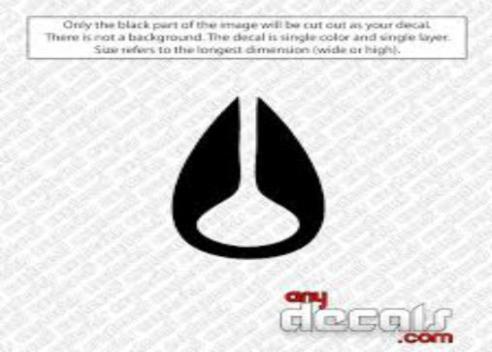 Only the black part of the image will be cut out as your decal.
There is not a background. The decal is single color and single layer.
Size refers to the longest dimension (wide or high).
any
decals
.com